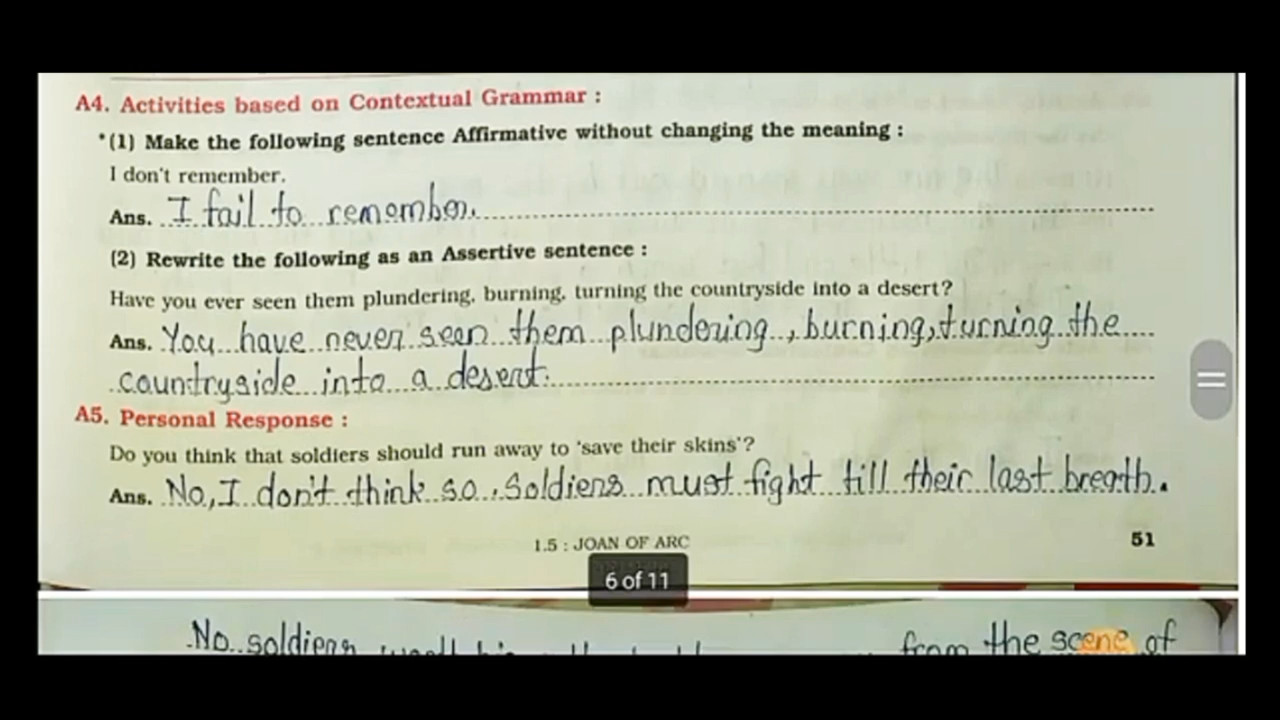 A4. Activities based on Contextual Grammar :
*(1) Make the following sentence Affirmative without changing the meaning :
I don't remember.
Ans. I fail to remember.
(2) Rewrite the following as an Assertive sentence :
Have you ever seen them plundering, burning, turning the countryside into a desert?
Ans. You have never seen them plundering, burning, turning the
countryside into a desert.
A5. Personal Response :
Do you think that soldiers should run away to 'save their skins'?
Ans. No, I don't think so. Soldiers must fight till their last breath.
1.5 : JOAN OF ARC
51
6 of 11
No soldiers from the scene of